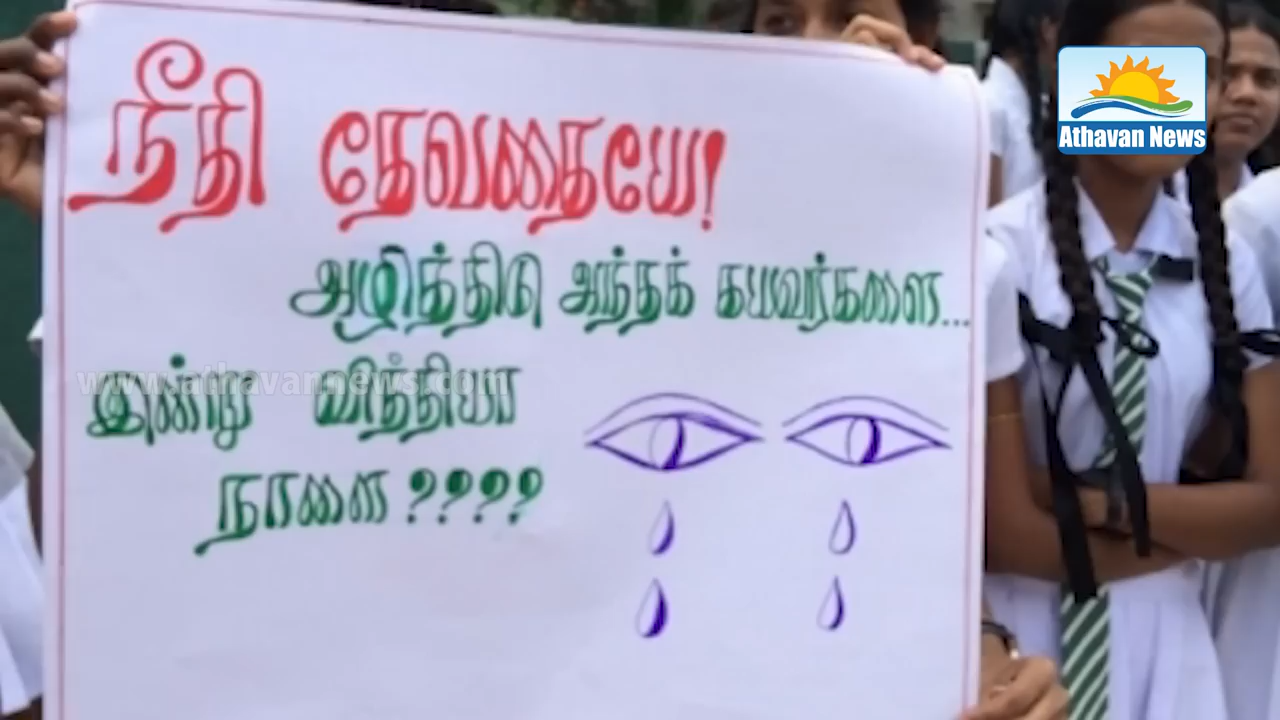 நீதி தேவதையே!
அழித்திடு அந்தக் கயவர்களை...
இன்று வித்தியா
நாளை ????
Athavan News
www.athavannews.com